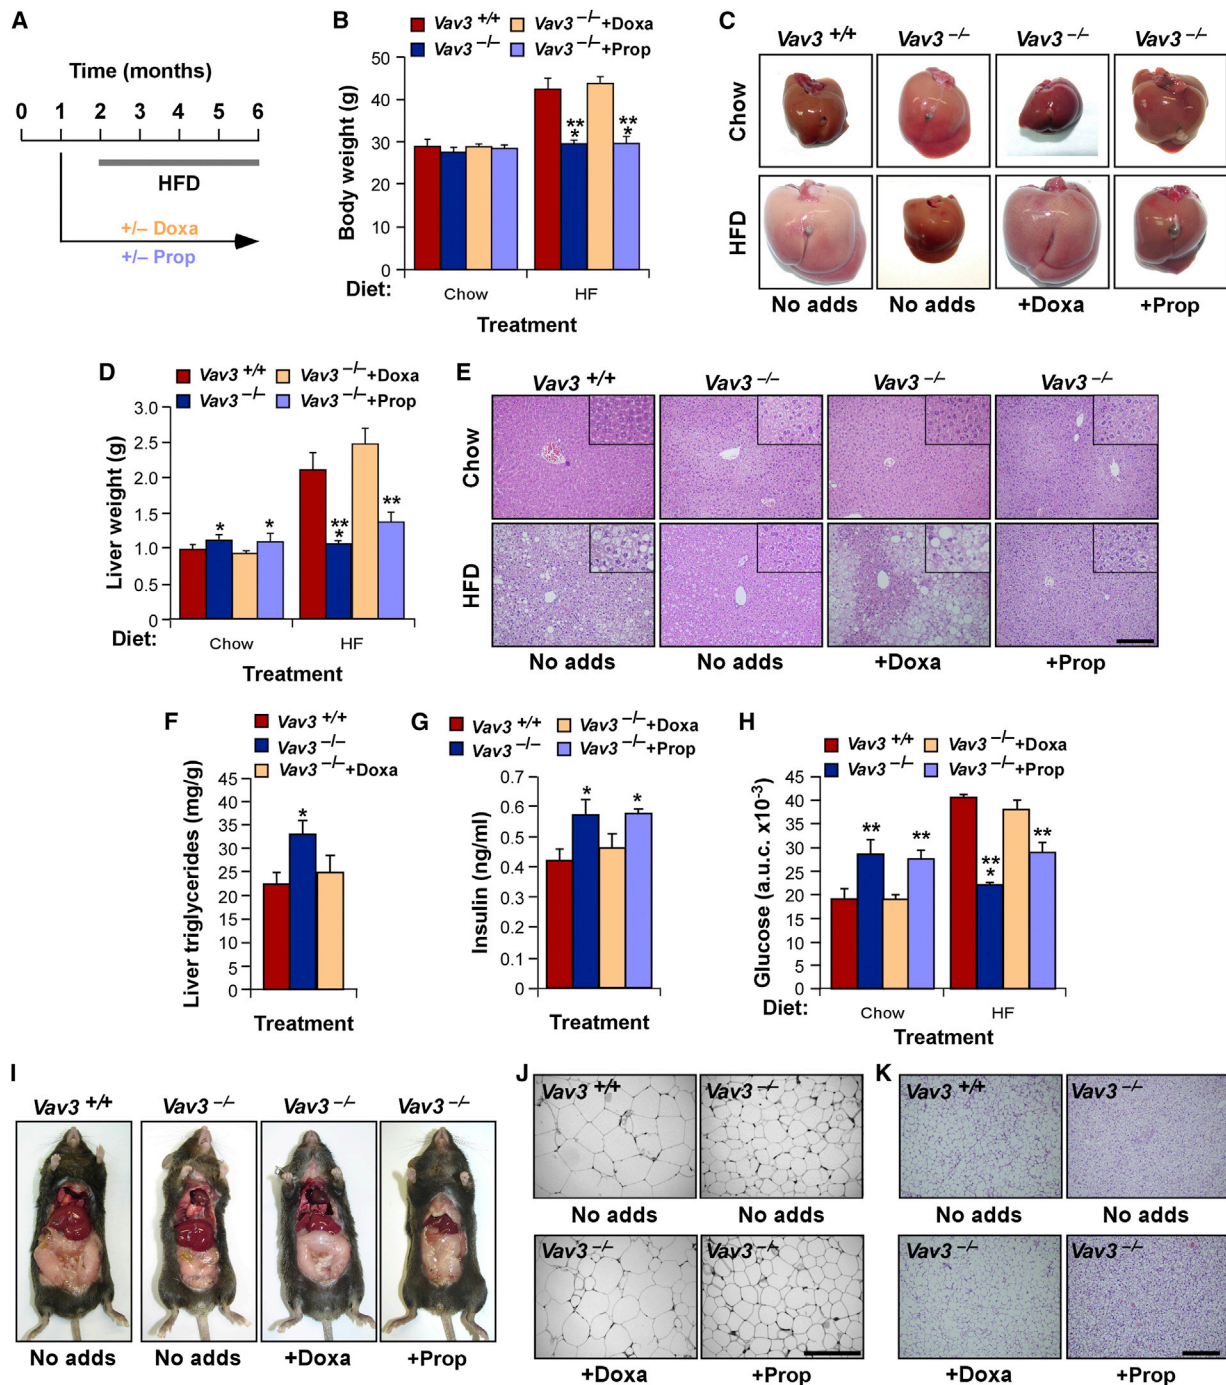 A
Time (months)
0 1 2 3 4 5 6
HFD
+/– Doxa
+/– Prop
B
Vav3 +/+ Vav3 –/–+Doxa
Vav3 –/– Vav3 –/–+Prop
Body weight (g)
50
40
30
20
10
0
*** ***
Diet: Chow HF
Treatment
C
Vav3 +/+ Vav3 –/– Vav3 –/– Vav3 –/–
Chow
HFD
No adds No adds +Doxa +Prop
D
Vav3 +/+ Vav3 –/–+Doxa
Vav3 –/– Vav3 –/–+Prop
Liver weight (g)
3.0
2.5
2.0
1.5
1.0
0.5
0
* * *** **
Diet: Chow HF
Treatment
E
Vav3 +/+ Vav3 –/– Vav3 –/– Vav3 –/–
Chow
HFD
No adds No adds +Doxa +Prop
F
Vav3 +/+
Vav3 –/–
Vav3 –/–+Doxa
Liver triglycerides (mg/g)
45
40
35
30
25
20
15
10
5
0
*
Treatment
G
Vav3 +/+ Vav3 –/–+Doxa
Vav3 –/– Vav3 –/–+Prop
Insulin (ng/ml)
0.7
0.6
0.5
0.4
0.3
0.2
0.1
0
* *
Treatment
H
Vav3 +/+ Vav3 –/–+Doxa
Vav3 –/– Vav3 –/–+Prop
Glucose (a.u.c. x10-3)
45
40
35
30
25
20
15
10
5
0
** ** *** **
Diet: Chow HF
Treatment
I
Vav3 +/+ Vav3 –/– Vav3 –/– Vav3 –/–
No adds No adds +Doxa +Prop
J
Vav3 +/+ Vav3 –/–
No adds No adds
Vav3 –/– Vav3 –/–
+Doxa +Prop
K
Vav3 +/+ Vav3 –/–
No adds No adds
Vav3 –/– Vav3 –/–
+Doxa +Prop